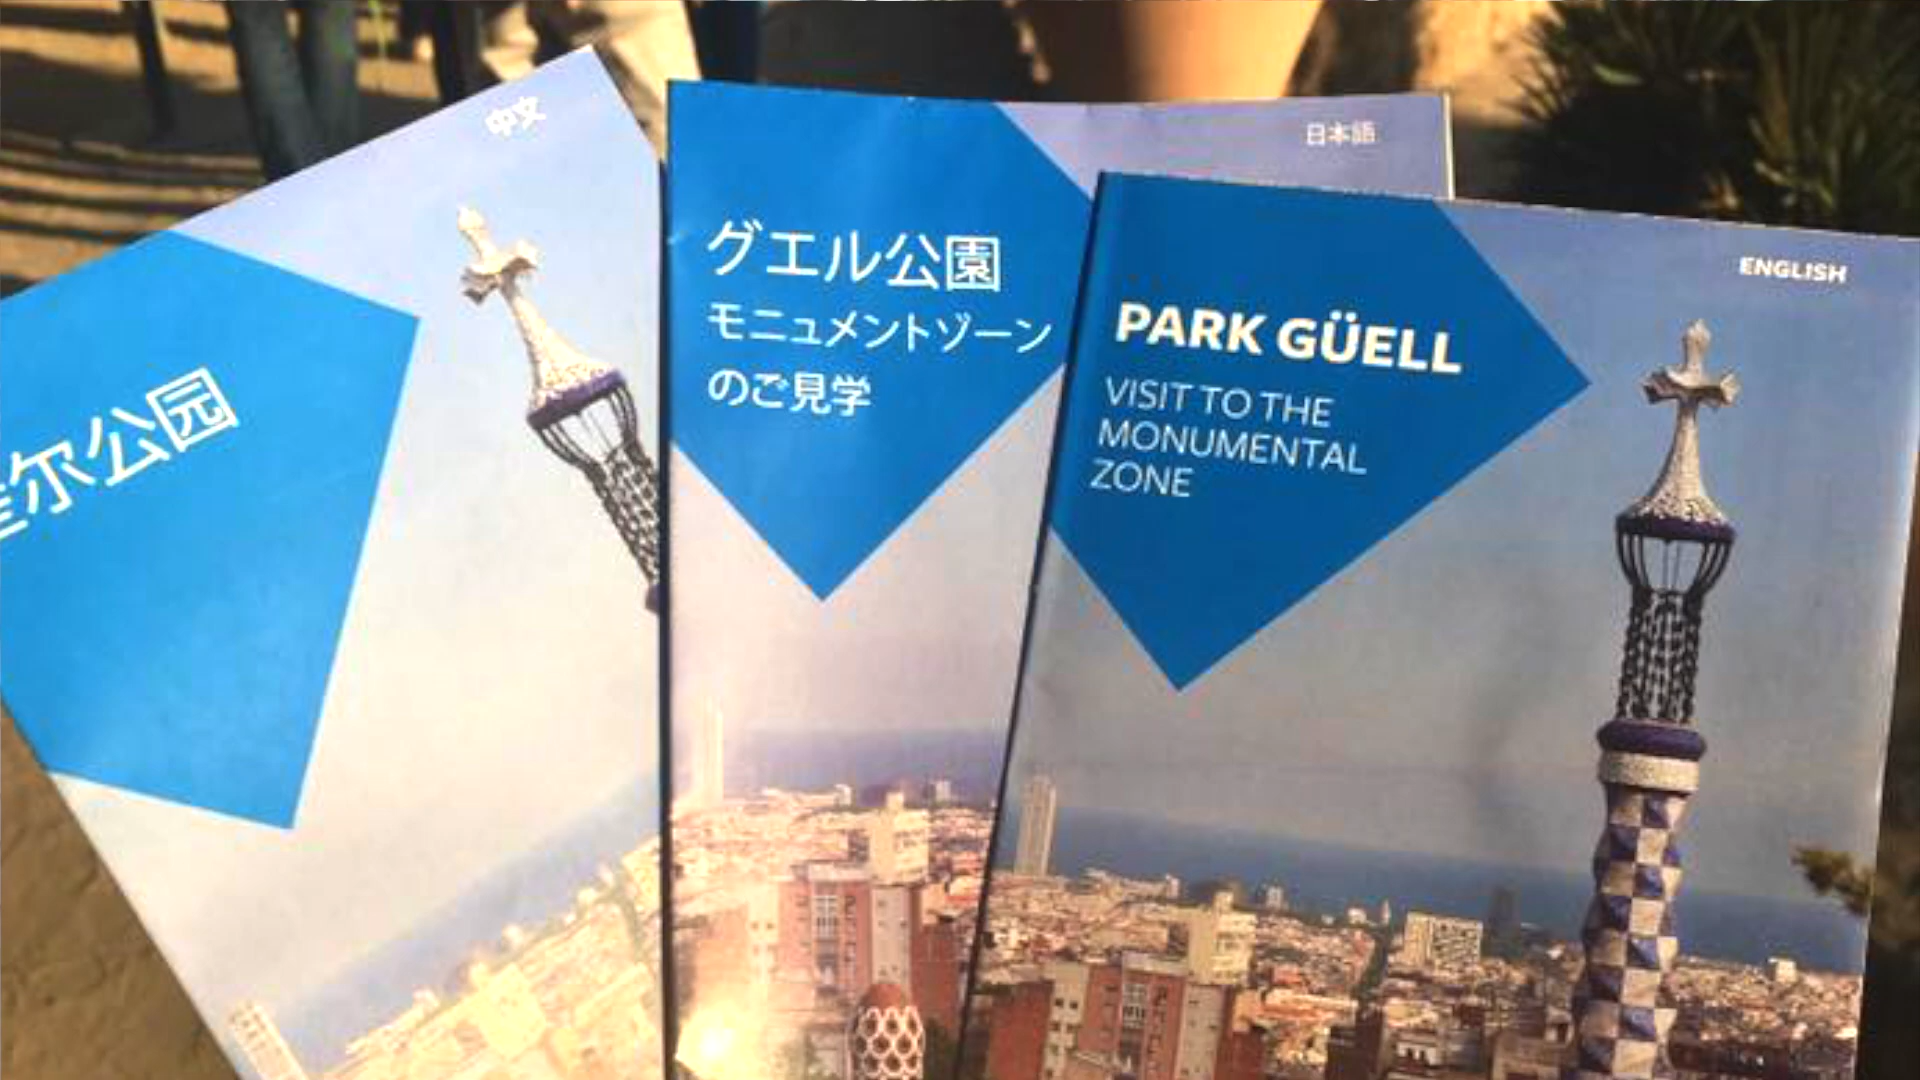 中文
尔公园
日本語
グエル公園
モニュメントゾーン
のご見学
ENGLISH
PARK GÜELL
VISIT TO THE
MONUMENTAL
ZONE